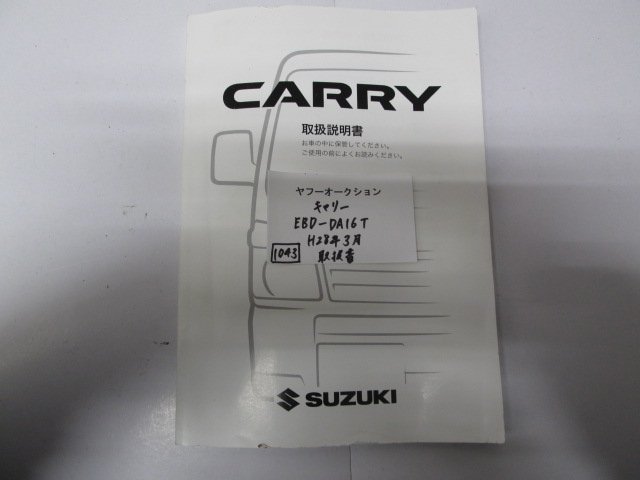 CARRY
取扱説明書
お車の中に保管してください。
ご使用の前によくお読みください。
ヤフーオークション
キャリー
EBD-DA16T
H28年3月
1043 取扱書
SUZUKI